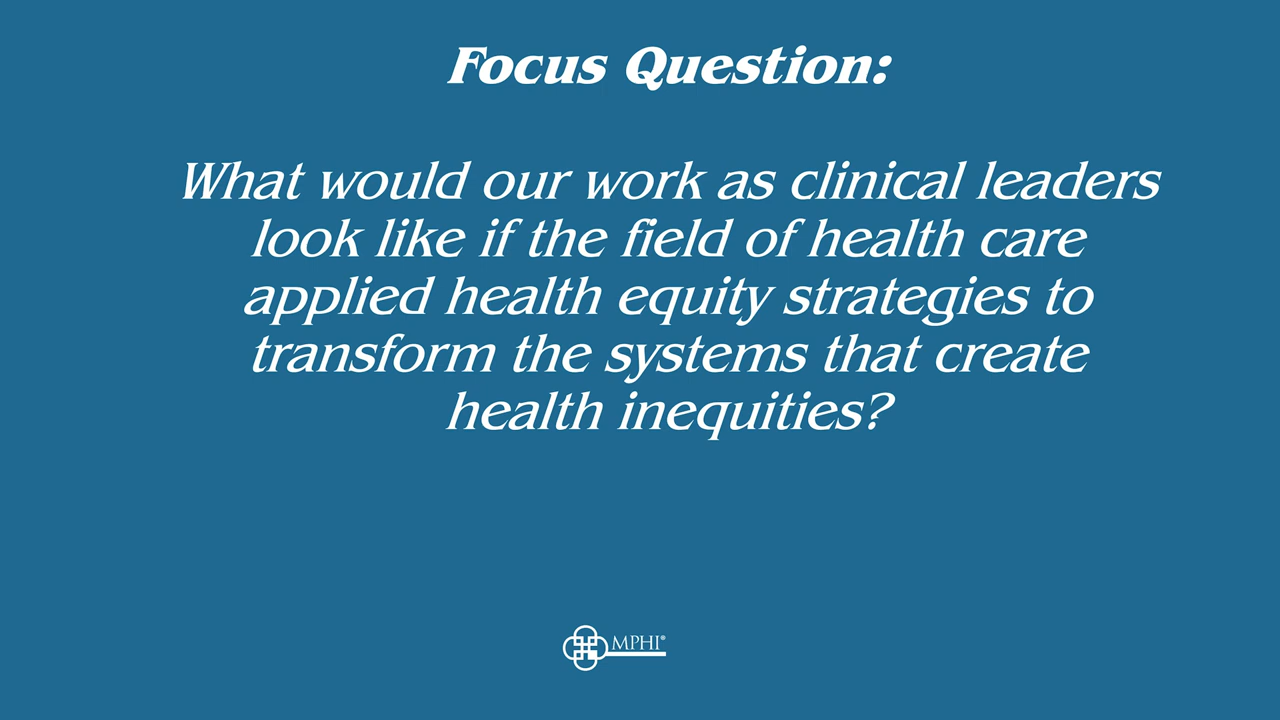 Focus Question:
What would our work as clinical leaders
look like if the field of health care
applied health equity strategies to
transform the systems that create
health inequities?
MPHI®